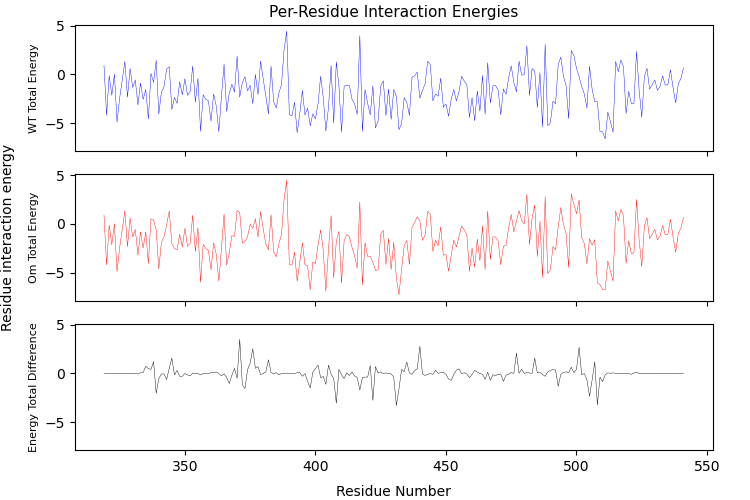 Per-Residue Interaction Energies
5
0
−5
WT Total Energy
5
0
−5
Om Total Energy
Residue interaction energy
5
0
−5
Energy Total Difference
350 400 450 500 550
Residue Number